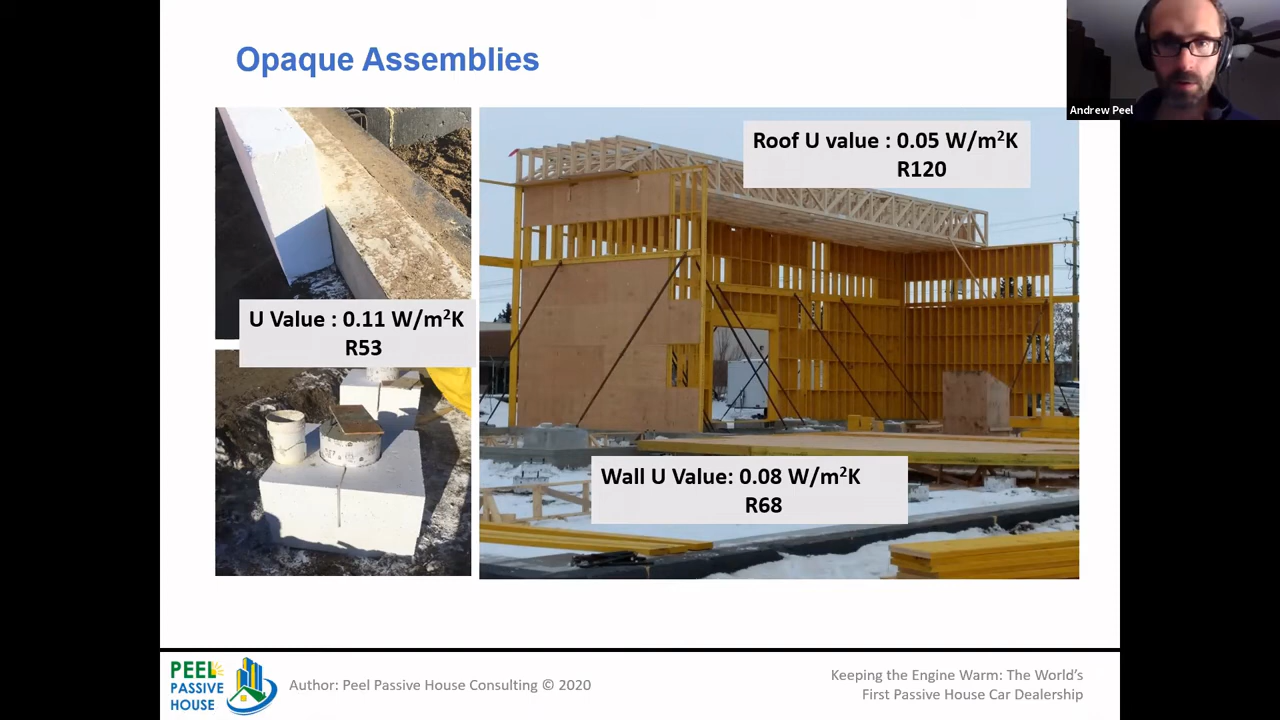 Opaque Assemblies
Andrew Peel
Roof U value : 0.05 W/m²K
R120
U Value : 0.11 W/m²K
R53
Wall U Value: 0.08 W/m²K
R68
PEEL
PASSIVE
HOUSE
Author: Peel Passive House Consulting © 2020
Keeping the Engine Warm: The World's
First Passive House Car Dealership